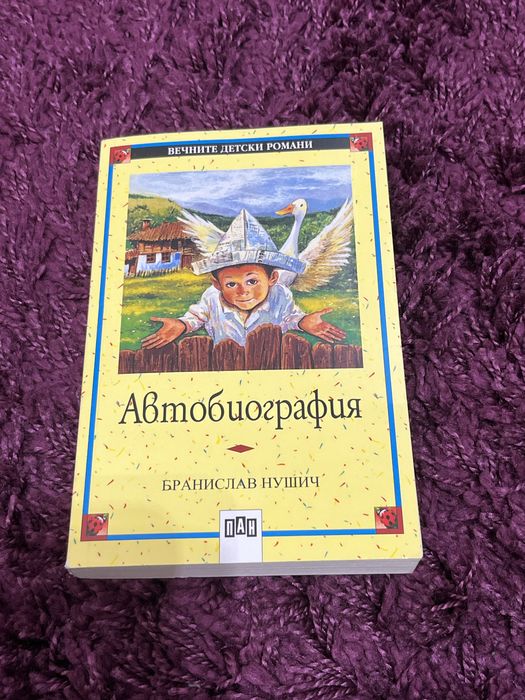 ВЕЧНИТЕ ДЕТСКИ РОМАНИ
Автобиография
БРАНИСЛАВ НУШИЧ
ПАН